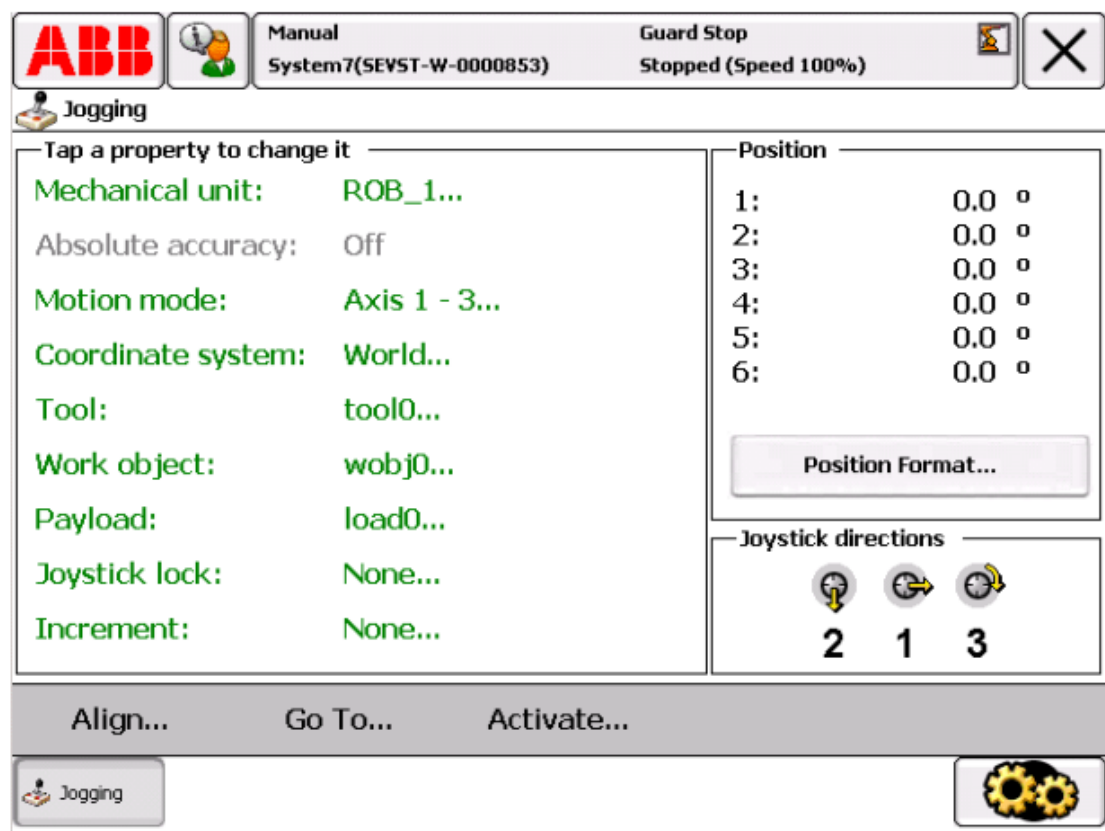 ABB
Manual
System7(SEVST-W-0000853)
Guard Stop
Stopped (Speed 100%)
Jogging
Tap a property to change it
Mechanical unit: ROB_1...
Absolute accuracy: Off
Motion mode: Axis 1 - 3...
Coordinate system: World...
Tool: tool0...
Work object: wobj0...
Payload: load0...
Joystick lock: None...
Increment: None...
Position
1: 0.0 º
2: 0.0 º
3: 0.0 º
4: 0.0 º
5: 0.0 º
6: 0.0 º
Position Format...
Joystick directions
2 1 3
Align... Go To... Activate...
Jogging